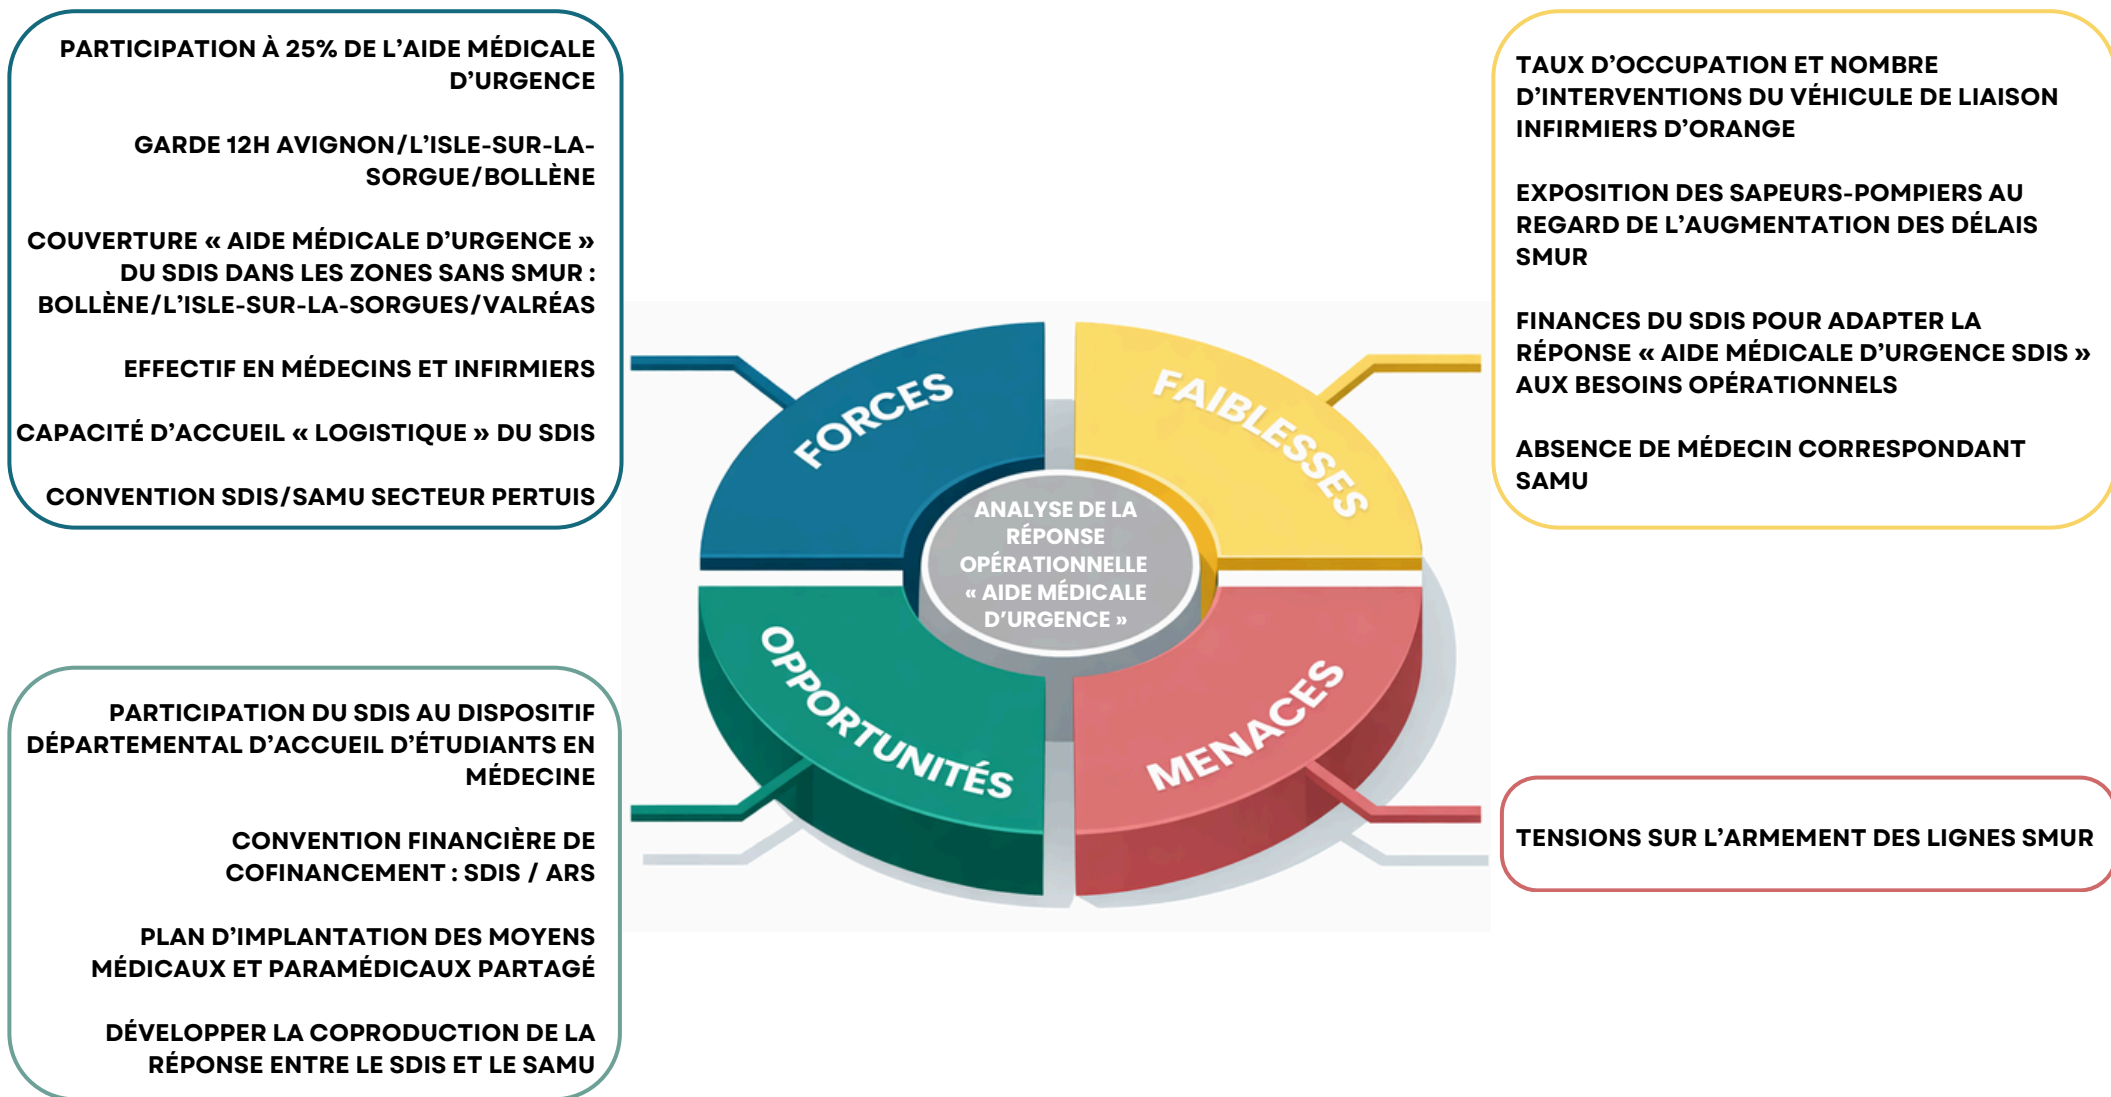 PARTICIPATION À 25% DE L'AIDE MÉDICALE
D'URGENCE
GARDE 12H AVIGNON/L'ISLE-SUR-LA-
SORGUE/BOLLÈNE
COUVERTURE « AIDE MÉDICALE D'URGENCE »
DU SDIS DANS LES ZONES SANS SMUR :
BOLLÈNE/L'ISLE-SUR-LA-SORGUES/VALRÉAS
EFFECTIF EN MÉDECINS ET INFIRMIERS
CAPACITÉ D'ACCUEIL « LOGISTIQUE » DU SDIS
CONVENTION SDIS/SAMU SECTEUR PERTUIS
TAUX D'OCCUPATION ET NOMBRE
D'INTERVENTIONS DU VÉHICULE DE LIAISON
INFIRMIERS D'ORANGE
EXPOSITION DES SAPEURS-POMPIERS AU
REGARD DE L'AUGMENTATION DES DÉLAIS
SMUR
FINANCES DU SDIS POUR ADAPTER LA
RÉPONSE « AIDE MÉDICALE D'URGENCE SDIS »
AUX BESOINS OPÉRATIONNELS
ABSENCE DE MÉDECIN CORRESPONDANT
SAMU
FORCES
FAIBLESSES
ANALYSE DE LA
RÉPONSE
OPÉRATIONNELLE
« AIDE MÉDICALE
D'URGENCE »
OPPORTUNITÉS
MENACES
PARTICIPATION DU SDIS AU DISPOSITIF
DÉPARTEMENTAL D'ACCUEIL D'ÉTUDIANTS EN
MÉDECINE
CONVENTION FINANCIÈRE DE
COFINANCEMENT : SDIS / ARS
PLAN D'IMPLANTATION DES MOYENS
MÉDICAUX ET PARAMÉDICAUX PARTAGÉ
DÉVELOPPER LA COPRODUCTION DE LA
RÉPONSE ENTRE LE SDIS ET LE SAMU
TENSIONS SUR L'ARMEMENT DES LIGNES SMUR